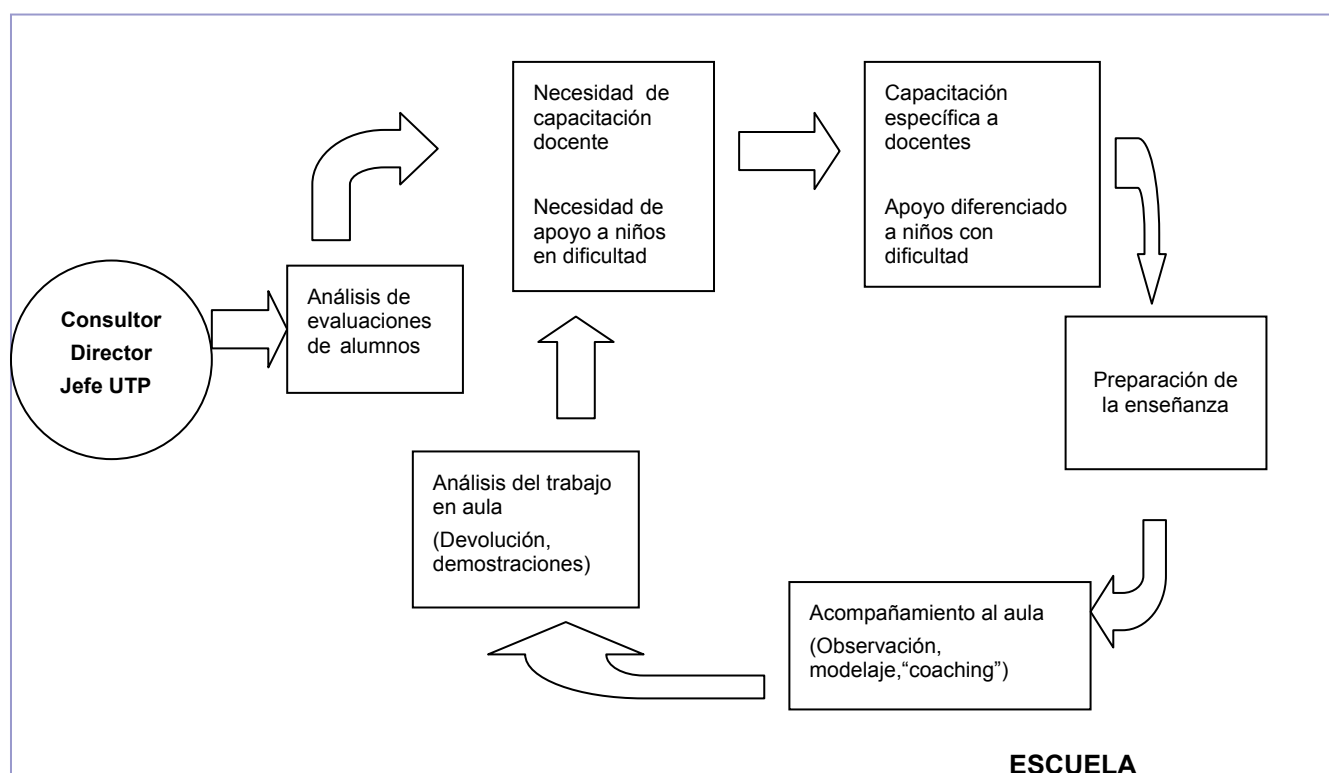 Consultor
Director
Jefe UTP
Análisis de
evaluaciones
de alumnos
Necesidad de
capacitación
docente
Necesidad de
apoyo a niños
en dificultad
Capacitación
específica a
docentes
Apoyo diferenciado
a niños con
dificultad
Preparación de
la enseñanza
Acompañamiento al aula
(Observación,
modelaje,“coaching”)
Análisis del trabajo
en aula
(Devolución,
demostraciones)
ESCUELA